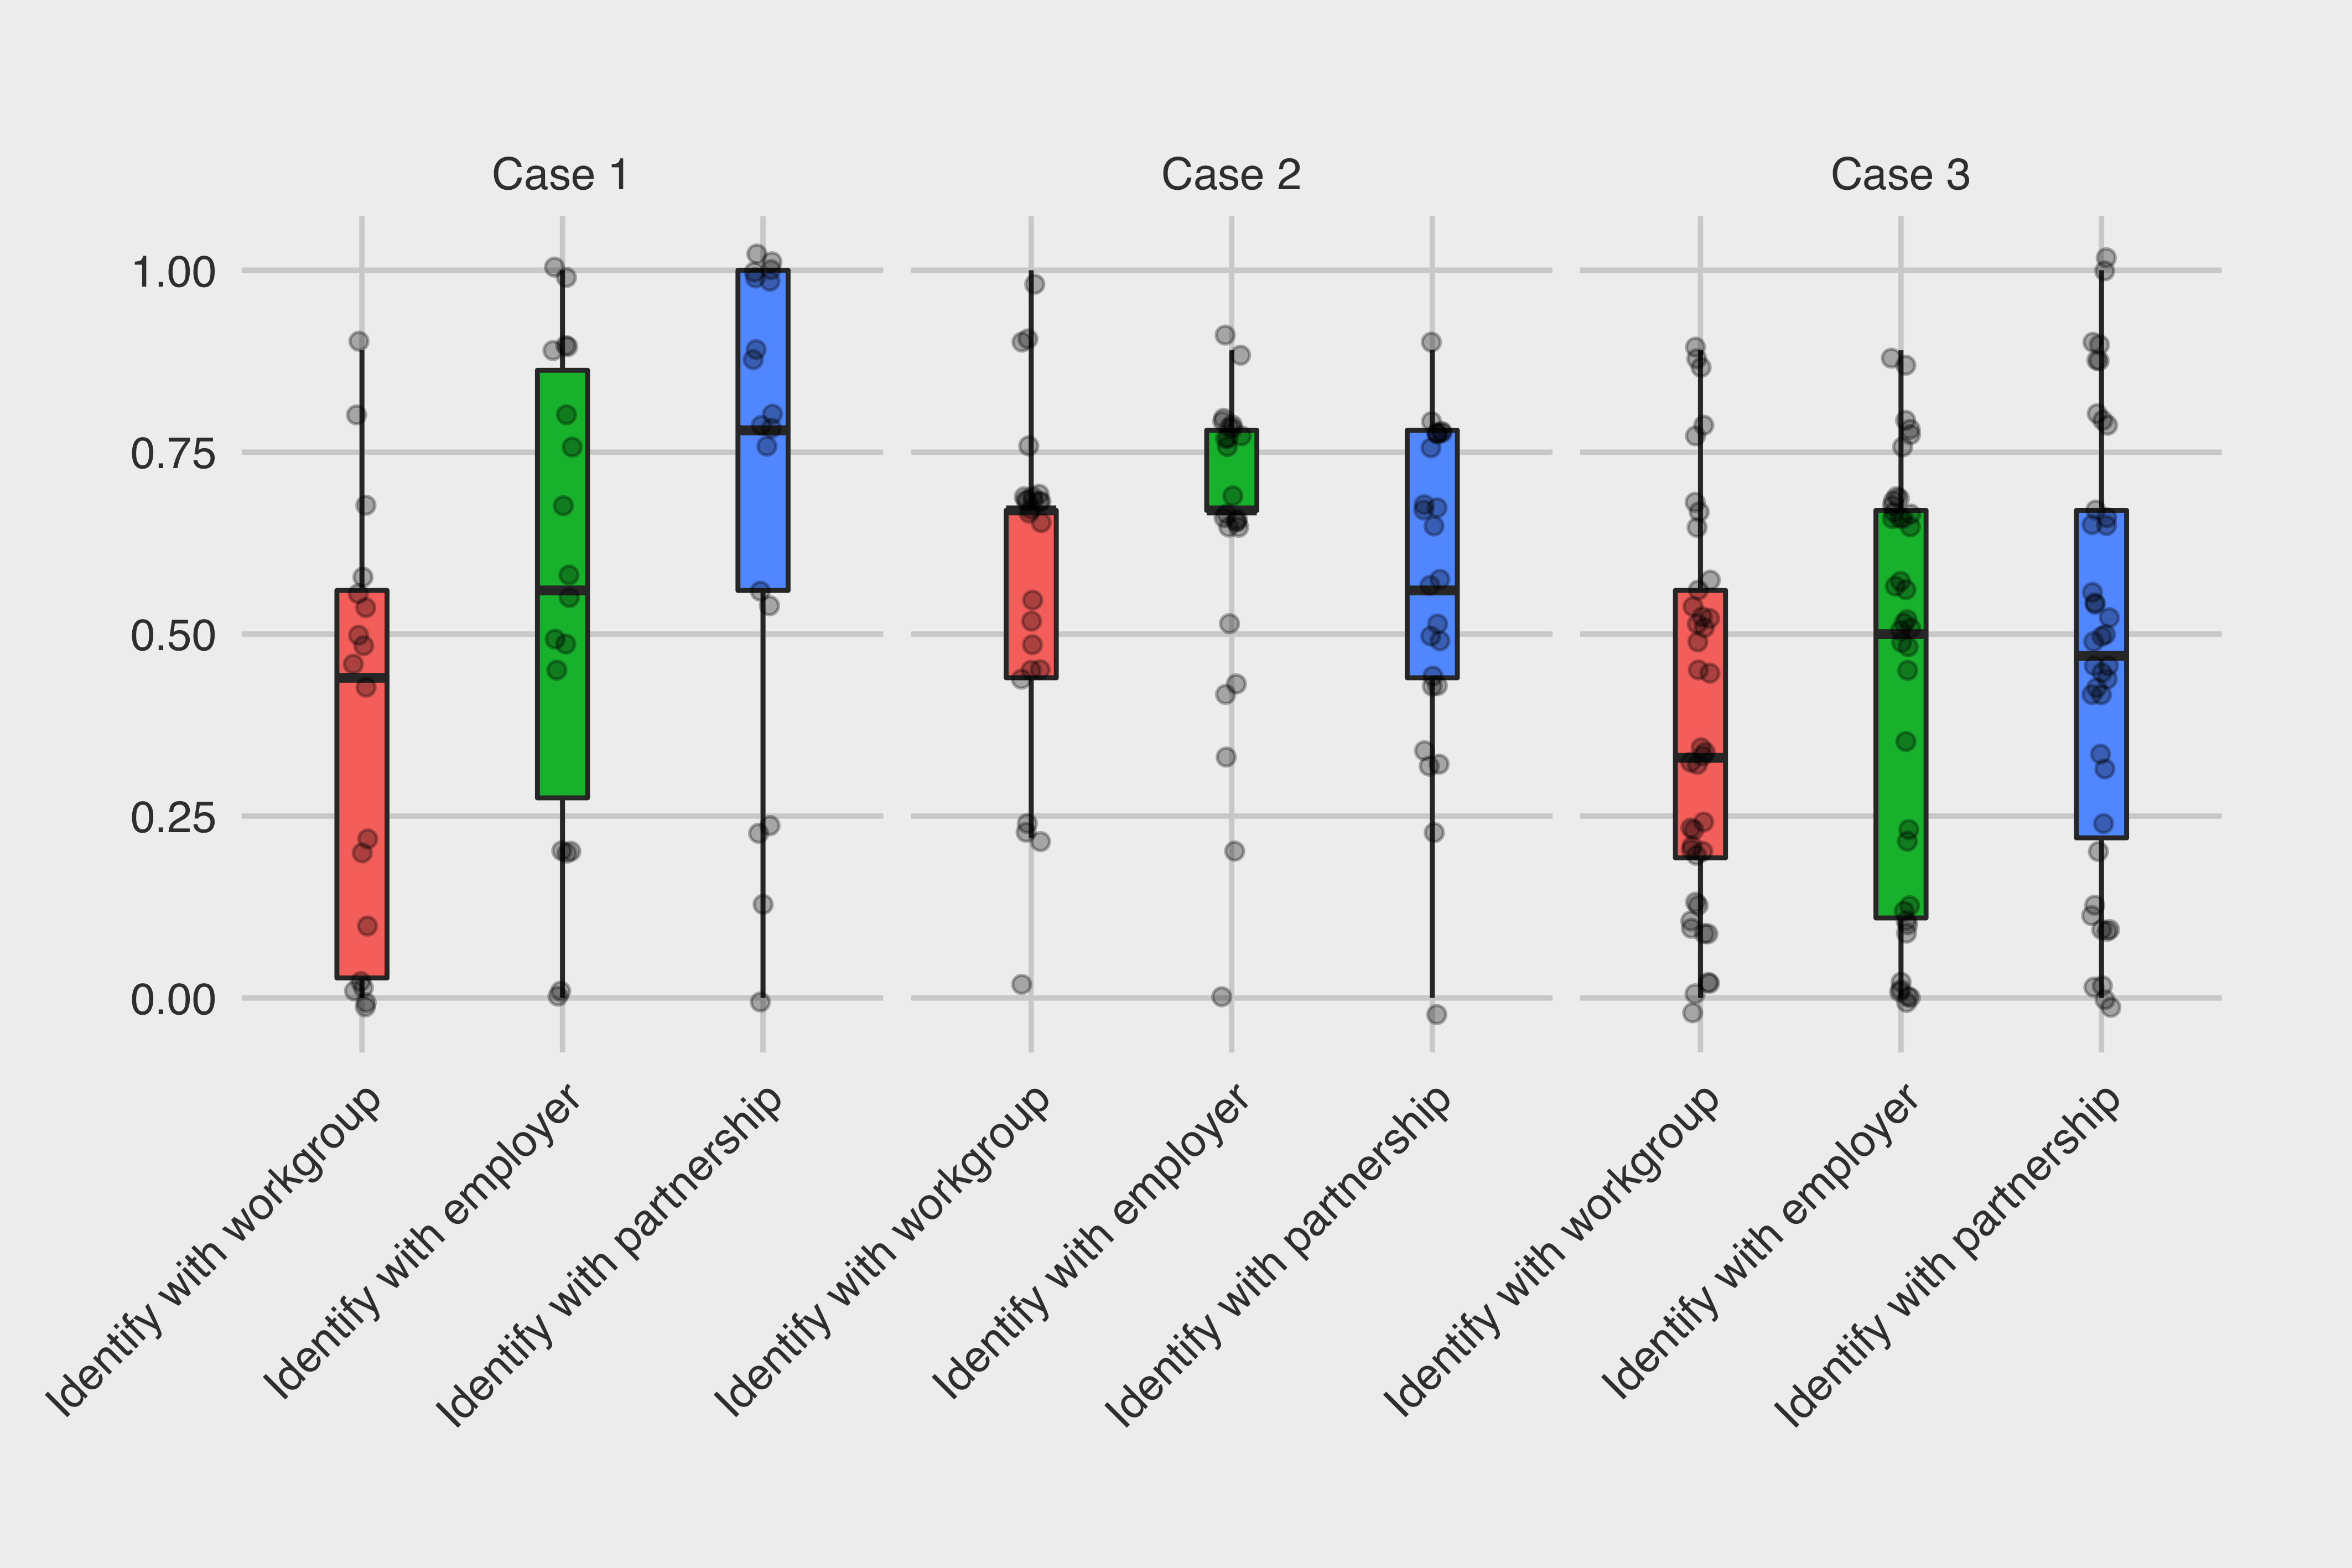 Case 1
Case 2
Case 3
1.00
0.75
0.50
0.25
0.00
Identify with workgroup
Identify with employer
Identify with partnership
Identify with workgroup
Identify with employer
Identify with partnership
Identify with workgroup
Identify with employer
Identify with partnership